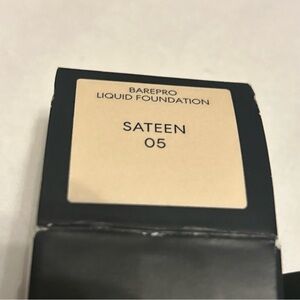 BAREPRO
LIQUID FOUNDATION
SATEEN
05